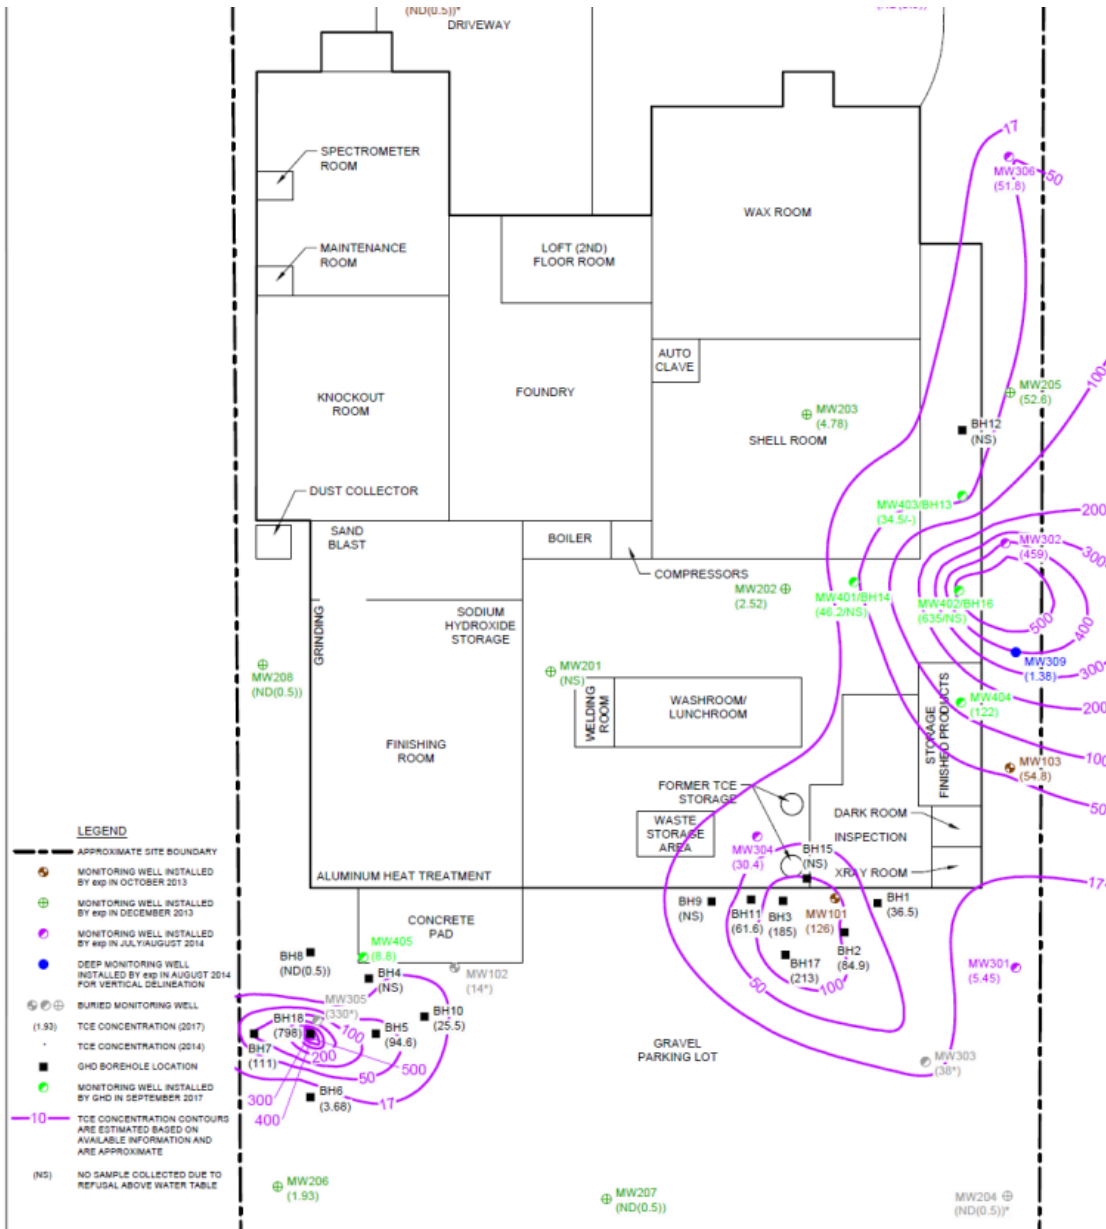 (ND(0.5))*
DRIVEWAY
17
MW306
(51.8)
50
SPECTROMETER
ROOM
WAX ROOM
MAINTENANCE
ROOM
LOFT (2ND)
FLOOR ROOM
100
AUTO
CLAVE
MW205
(52.6)
KNOCKOUT
ROOM
FOUNDRY
MW203
(4.78)
SHELL ROOM
BH12
(NS)
DUST COLLECTOR
MW403/BH13
(34.5/-)
200
SAND
BLAST
BOILER
MW302
(459)
300
COMPRESSORS
MW202
(2.52)
MW401/BH14
(46.2/NS)
MW402/BH16
(635/NS)
500
400
GRINDING
SODIUM
HYDROXIDE
STORAGE
MW208
(ND(0.5))
MW201
(NS)
MW309
(1.38)
300
WELDING
ROOM
WASHROOM/
LUNCHROOM
STORAGE
FINISHED PRODUCTS
MW404
(122)
200
FINISHING
ROOM
100
MW103
(54.8)
FORMER TCE
STORAGE
50
WASTE
STORAGE
AREA
DARK ROOM
INSPECTION
MW304
(30.4)
BH15
(NS)
XRAY ROOM
ALUMINUM HEAT TREATMENT
17
CONCRETE
PAD
BH9
(NS)
BH11
(61.6)
BH3
(185)
MW101
(126)
BH1
(36.5)
BH2
(84.9)
MW405
(8.8)
BH8
(ND(0.5))
BH4
(NS)
MW102
(14*)
BH17
(213)
MW301
(5.45)
50
100
MW305
(330*)
BH18
(798)
100
BH10
(25.5)
BH5
(94.6)
BH7
(111)
200
500
50
GRAVEL
PARKING LOT
MW303
(38*)
BH6
(3.68)
17
300
400
MW206
(1.93)
MW207
(ND(0.5))
MW204
(ND(0.5))*
LEGEND
APPROXIMATE SITE BOUNDARY
MONITORING WELL INSTALLED
BY exp IN OCTOBER 2013
MONITORING WELL INSTALLED
BY exp IN DECEMBER 2013
MONITORING WELL INSTALLED
BY exp IN JULY/AUGUST 2014
DEEP MONITORING WELL
INSTALLED BY exp IN AUGUST 2014
FOR VERTICAL DELINEATION
BURIED MONITORING WELL
(1.93) TCE CONCENTRATION (2017)
TCE CONCENTRATION (2014)
GHD BOREHOLE LOCATION
MONITORING WELL INSTALLED
BY GHD IN SEPTEMBER 2017
10 TCE CONCENTRATION CONTOURS
ARE ESTIMATED BASED ON
AVAILABLE INFORMATION AND
ARE APPROXIMATE
(NS) NO SAMPLE COLLECTED DUE TO
REFUSAL ABOVE WATER TABLE